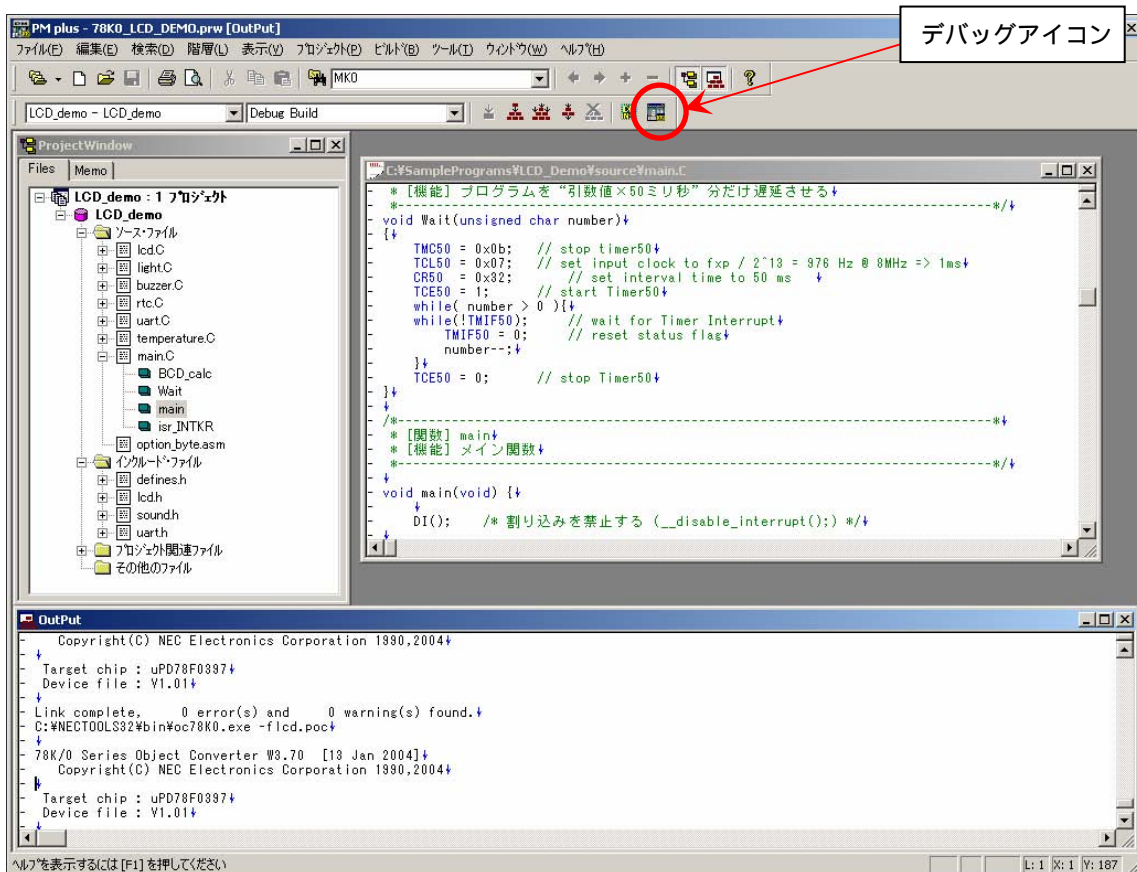 デバッグアイコン
PM plus - 78K0_LCD_DEMO.prw [OutPut]
ファイル(F) 編集(E) 検索(D) 階層(L) 表示(V) プロジェクト(P) ビルド(B) ツール(T) ウィンドウ(W) ヘルプ(H)
MK0
LCD_demo - LCD_demo Debug Build
ProjectWindow
Files Memo
LCD_demo : 1 プロジェクト
LCD_demo
ソース・ファイル
lcd.C
light.C
buzzer.C
rtc.C
uart.C
temperature.C
main.C
BCD_calc
Wait
main
isr_INTKR
option_byte.asm
インクルード・ファイル
defines.h
lcd.h
sound.h
uart.h
プロジェクト関連ファイル
その他のファイル
C:¥SamplePrograms¥LCD_Demo¥source¥main.C
* [機能] プログラムを“引数値×50ミリ秒”分だけ遅延させる↓
*----------------------------------------------------------------------*/↓
void Wait(unsigned char number)↓
{↓
TMC50 = 0x0b; // stop timer50↓
TCL50 = 0x07; // set input clock to fxp / 2^13 = 976 Hz @ 8MHz => 1ms↓
CR50 = 0x32; // set interval time to 50 ms ↓
TCE50 = 1; // start Timer50↓
while( number > 0 ){↓
while(!TMIF50); // wait for Timer Interrupt↓
TMIF50 = 0; // reset status flag↓
number--;↓
}↓
TCE50 = 0; // stop Timer50↓
}↓
↓
/*----------------------------------------------------------------------*↓
* [関数] main↓
* [機能] メイン関数↓
*----------------------------------------------------------------------*/↓
↓
void main(void) {↓
↓
DI(); /* 割り込みを禁止する (__disable_interrupt();) */↓
↓
OutPut
Copyright(C) NEC Electronics Corporation 1990,2004↓
↓
Target chip : uPD78F0397↓
Device file : V1.01↓
↓
Link complete, 0 error(s) and 0 warning(s) found.↓
C:¥NECTOOLS32¥bin¥oc78K0.exe -flcd.poc↓
↓
78K/0 Series Object Converter W3.70 [13 Jan 2004]↓
Copyright(C) NEC Electronics Corporation 1990,2004↓
↓
Target chip : uPD78F0397↓
Device file : V1.01↓
↓
ヘルプを表示するには [F1] を押してください
L: 1 X: 1 Y: 187